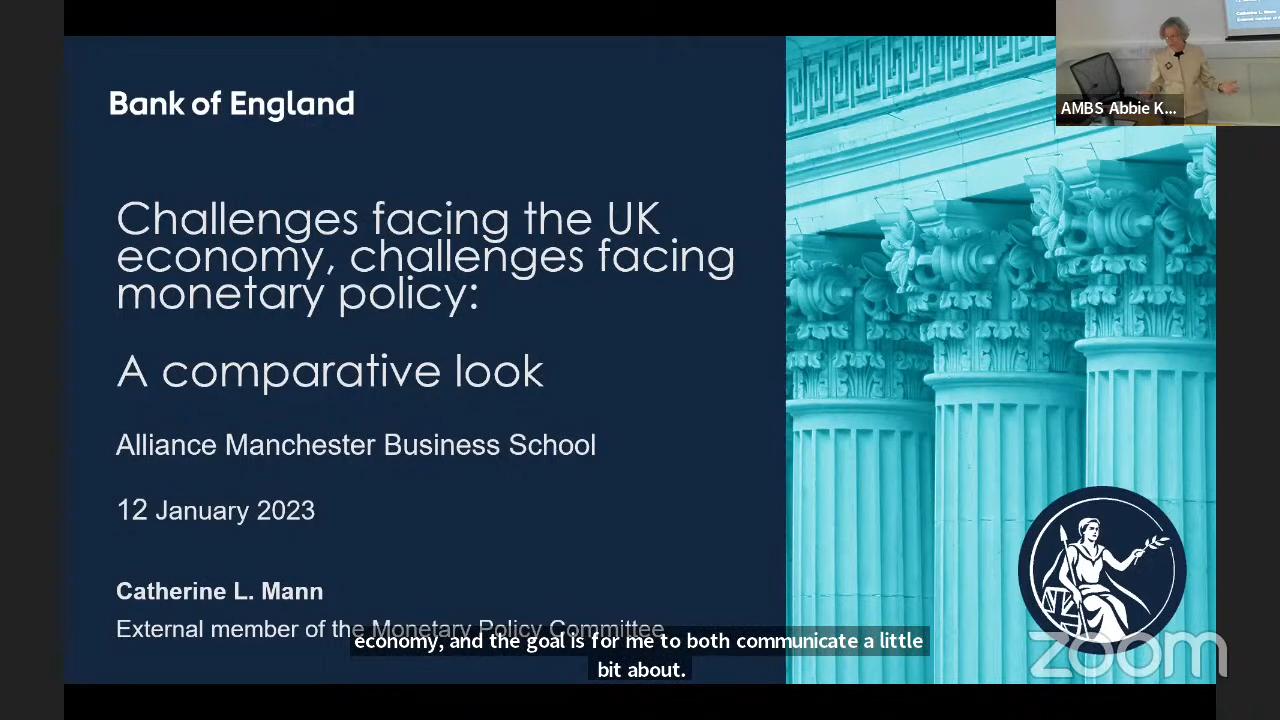 Bank of England
Challenges facing the UK
economy, challenges facing
monetary policy:
A comparative look
Alliance Manchester Business School
12 January 2023
Catherine L. Mann
External member of the Monetary Policy Committee
economy, and the goal is for me to both communicate a little
bit about.
AMBS Abbie K...
zoom